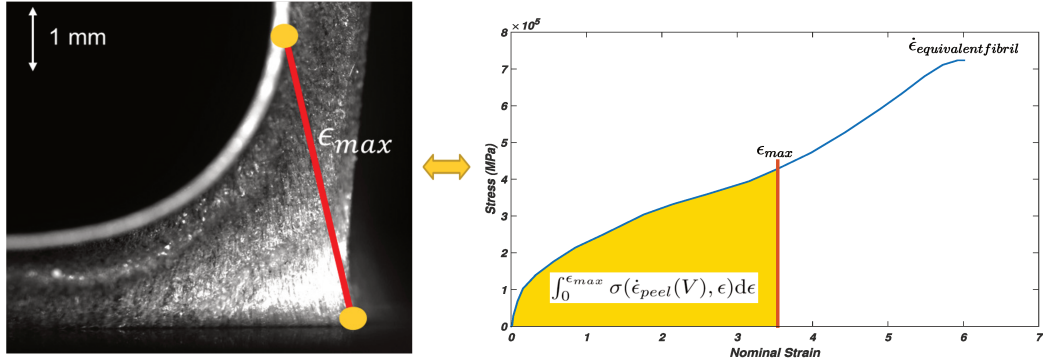 1 mm
ϵmax
× 10⁵
8
7
6
5
4
3
2
1
0
Stress (MPa)
ϵ̇equivalentfibril
ϵmax
∫₀^ϵmax σ(ϵ̇peel(V), ϵ)dϵ
0 1 2 3 4 5 6 7
Nominal Strain